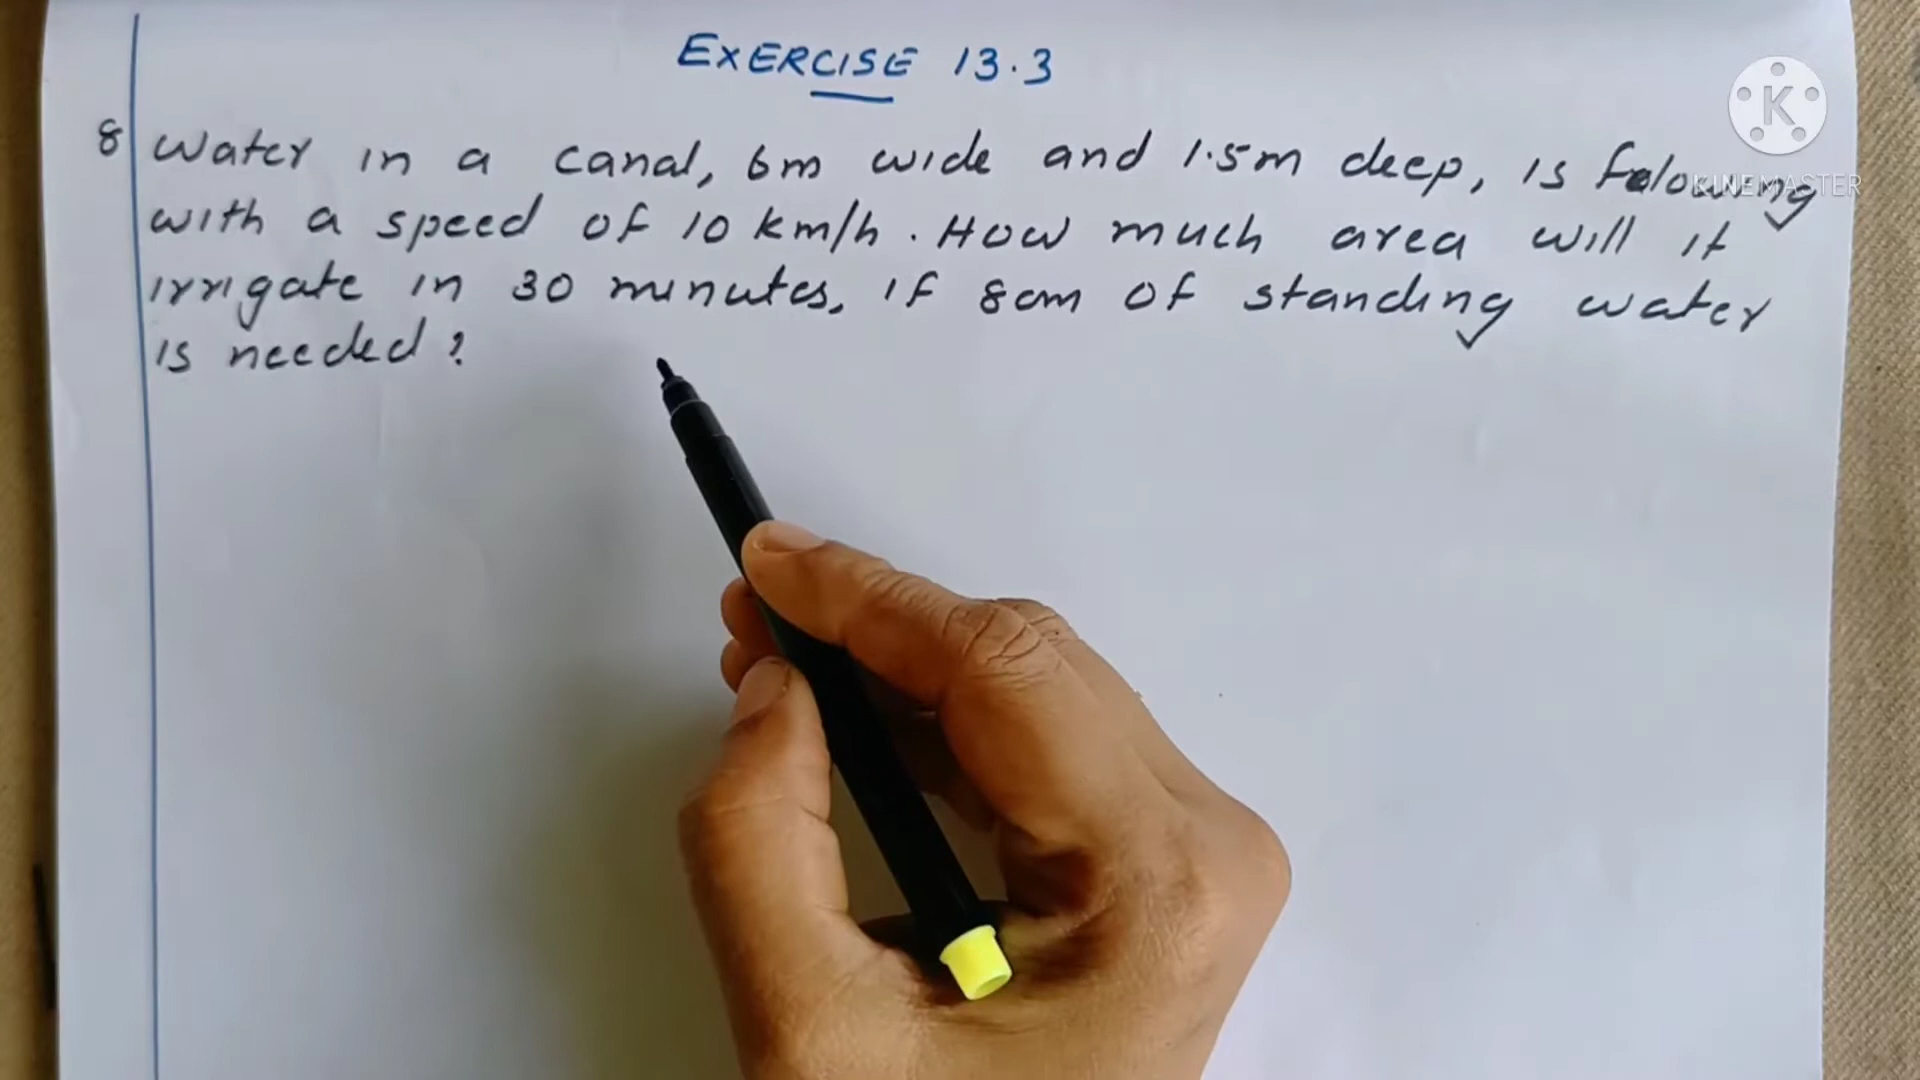 EXERCISE 13.3
8 Water in a canal, 6m wide and 1.5m deep, is folowing
with a speed of 10 km/h. How much area will it
irrigate in 30 minutes, if 8cm of standing water
is needed?
K
KINEMASTER